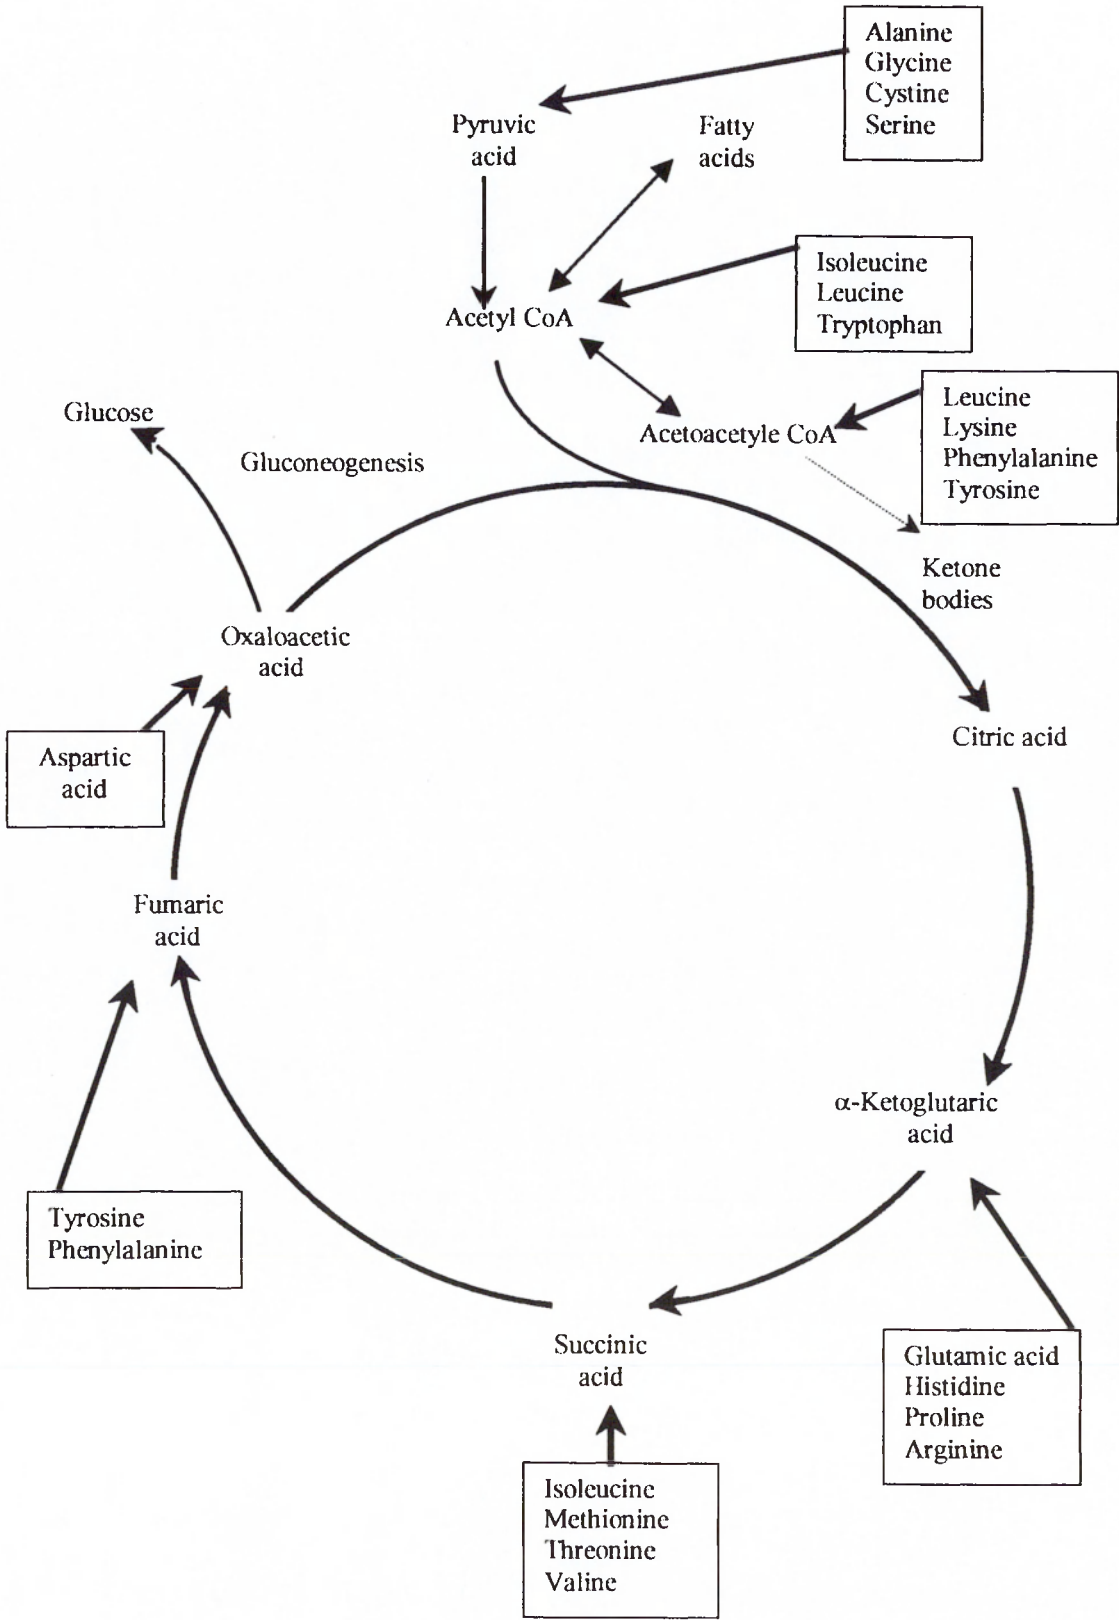 Alanine
Glycine
Cystine
Serine
Pyruvic
acid
Fatty
acids
Isoleucine
Leucine
Tryptophan
Acetyl CoA
Leucine
Lysine
Phenylalanine
Tyrosine
Glucose
Acetoacetyle CoA
Gluconeogenesis
Ketone
bodies
Oxaloacetic
acid
Citric acid
Aspartic
acid
Fumaric
acid
α-Ketoglutaric
acid
Tyrosine
Phenylalanine
Succinic
acid
Glutamic acid
Histidine
Proline
Arginine
Isoleucine
Methionine
Threonine
Valine